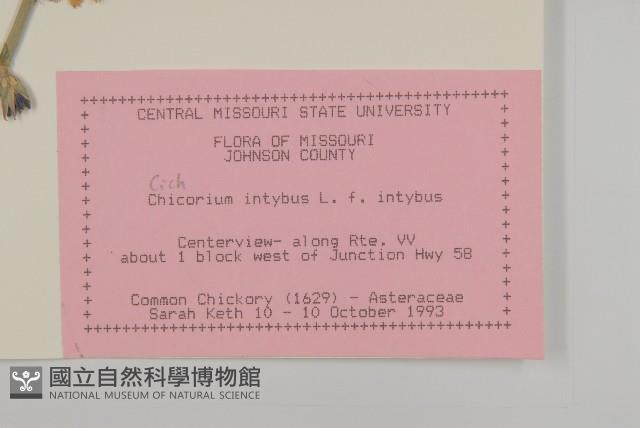 CENTRAL MISSOURI STATE UNIVERSITY
FLORA OF MISSOURI
JOHNSON COUNTY
Cich
Chicorium intybus L. f. intybus
Centerview- along Rte. VV
about 1 block west of Junction Hwy 58
Common Chickory (1629) - Asteraceae
Sarah Keth 10 - 10 October 1993
國立自然科學博物館
NATIONAL MUSEUM OF NATURAL SCIENCE